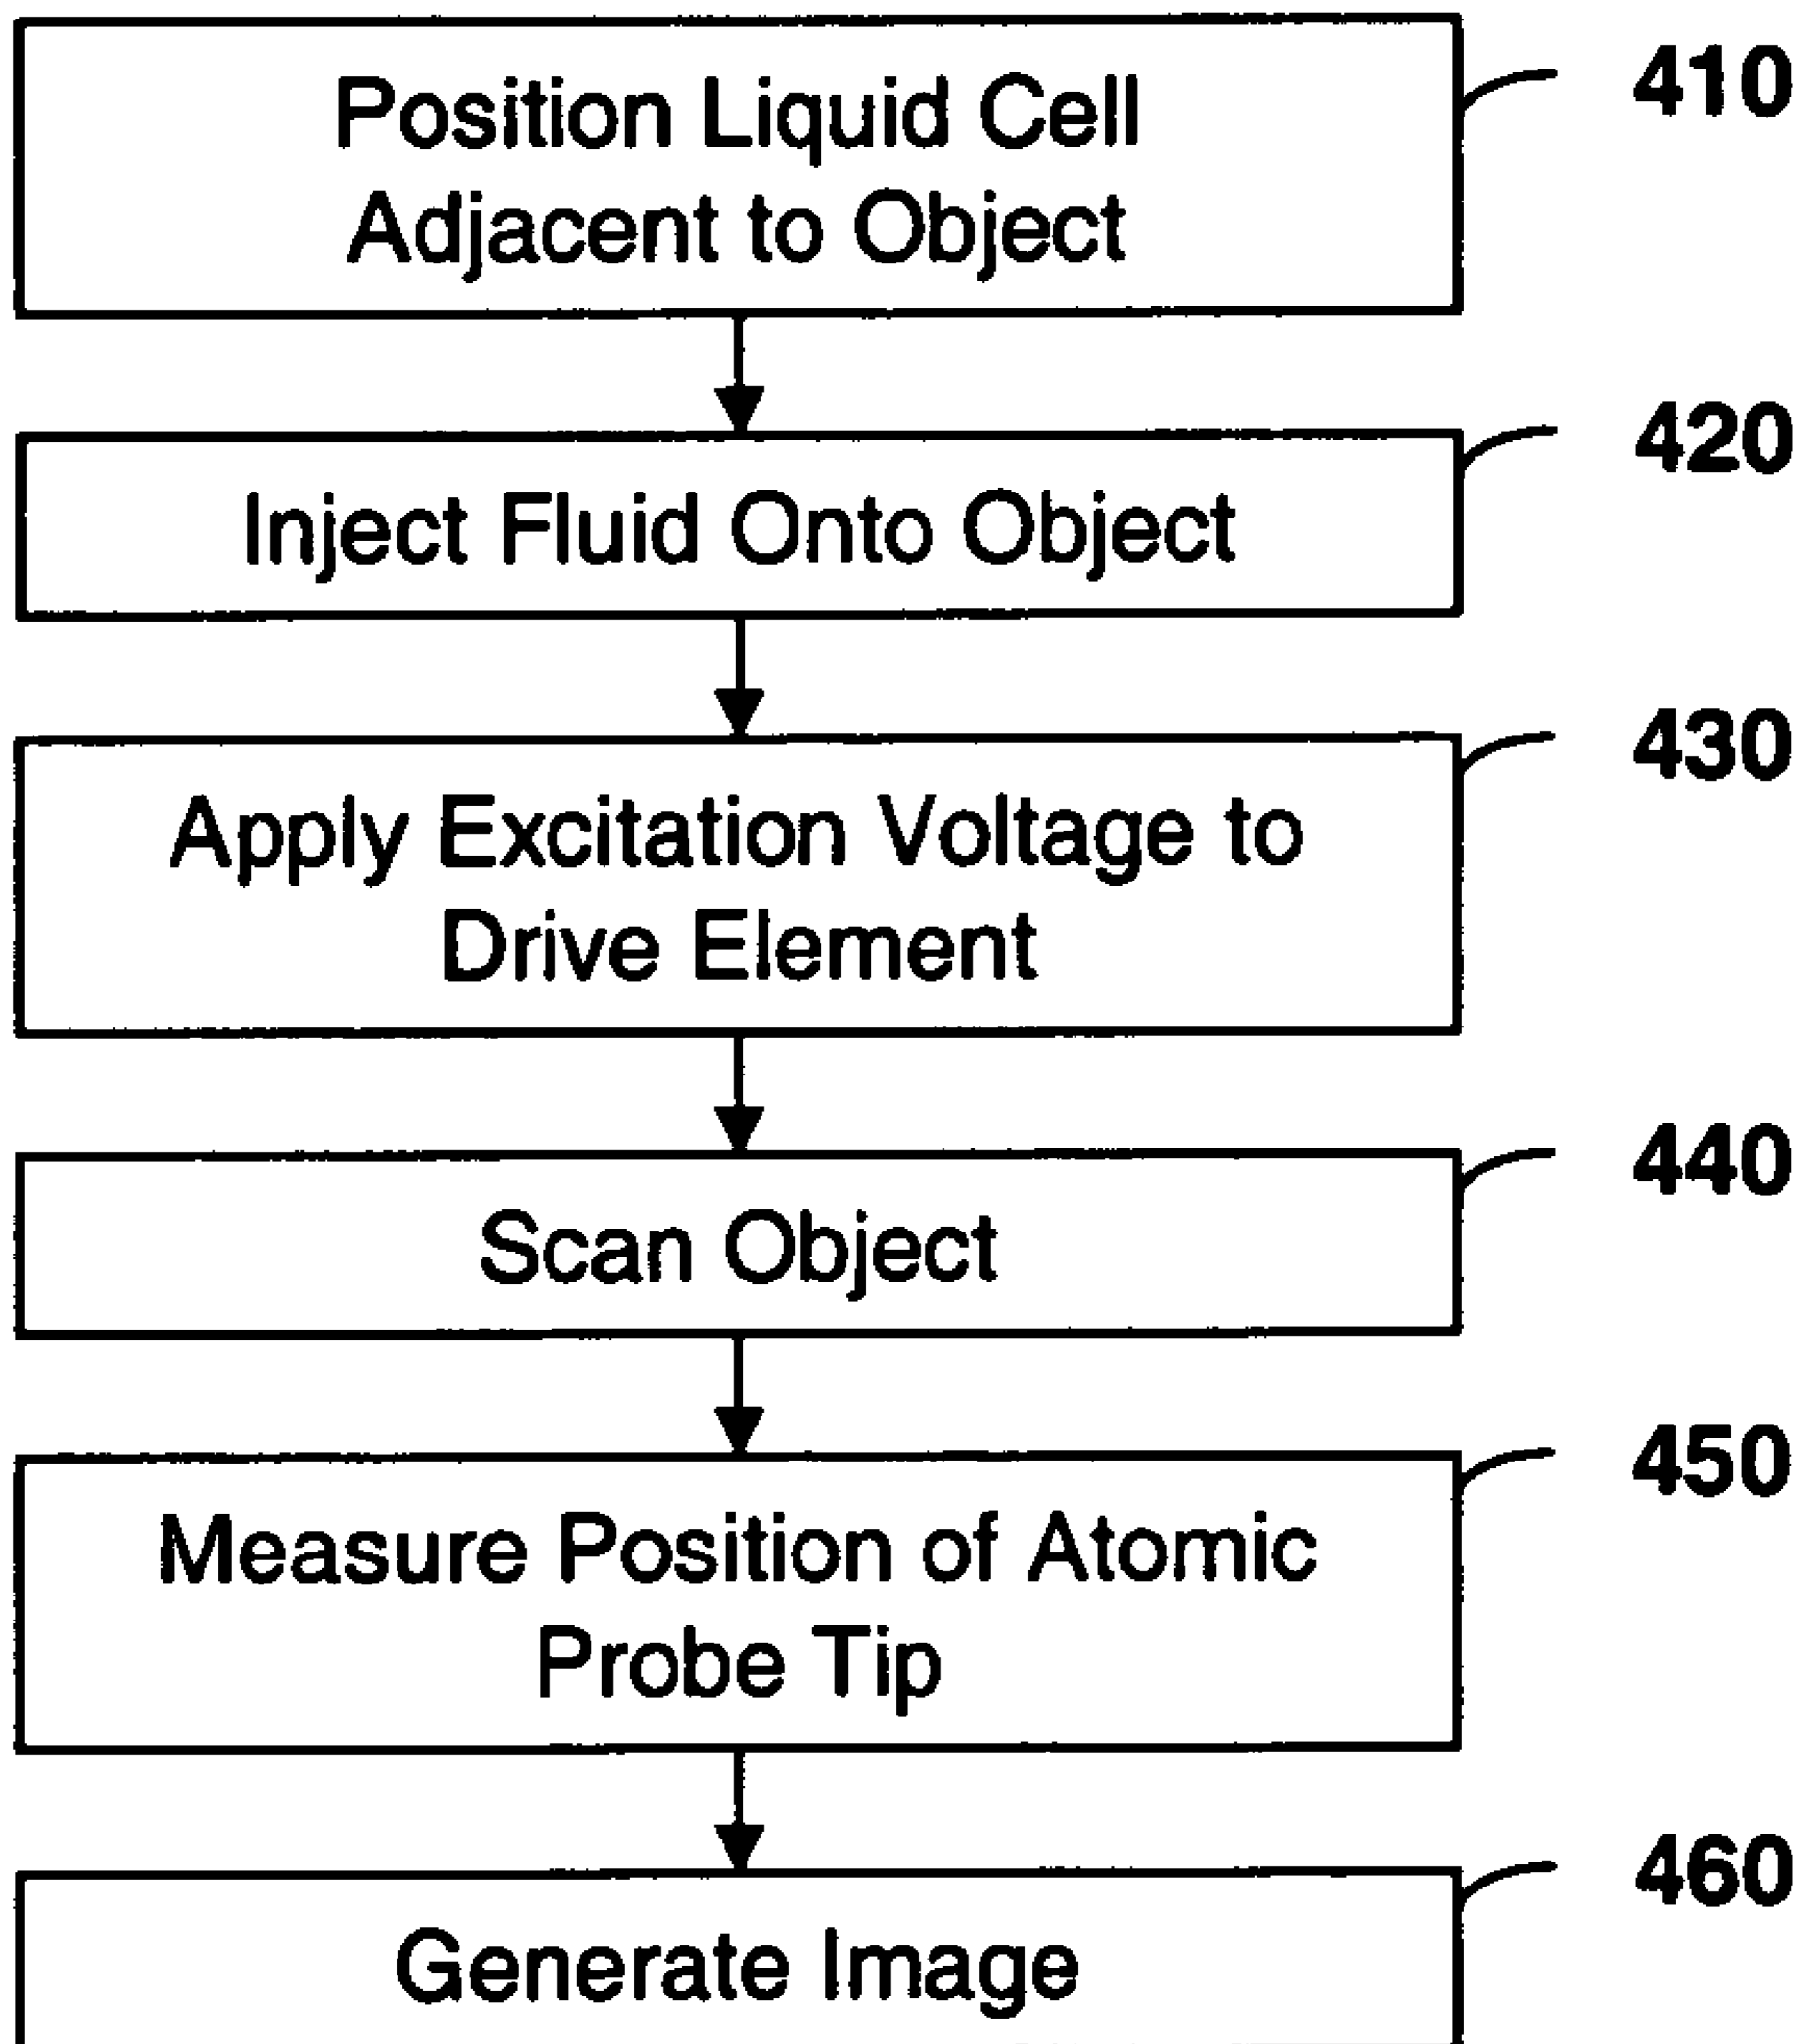 Position Liquid Cell
Adjacent to Object
410
Inject Fluid Onto Object
420
Apply Excitation Voltage to
Drive Element
430
Scan Object
440
Measure Position of Atomic
Probe Tip
450
Generate Image
460